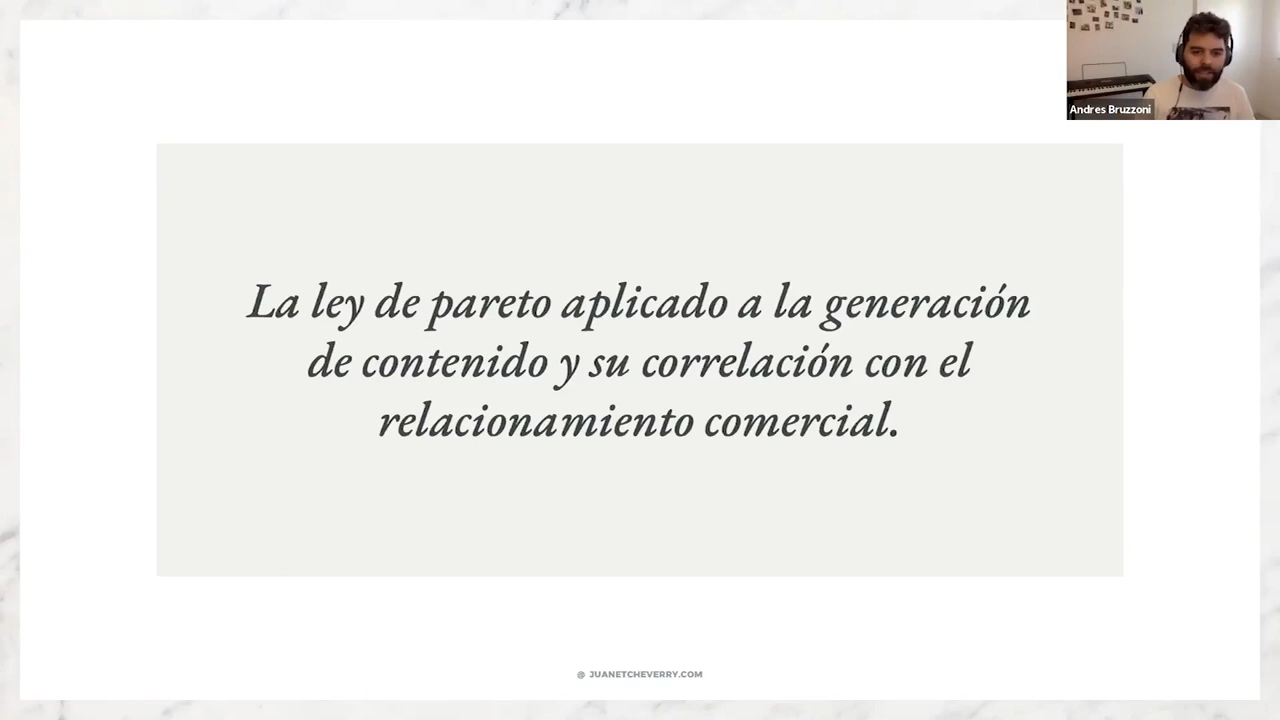 Andres Bruzzoni
La ley de pareto aplicado a la generación
de contenido y su correlación con el
relacionamiento comercial.
@ JUANETCHEVERRY.COM